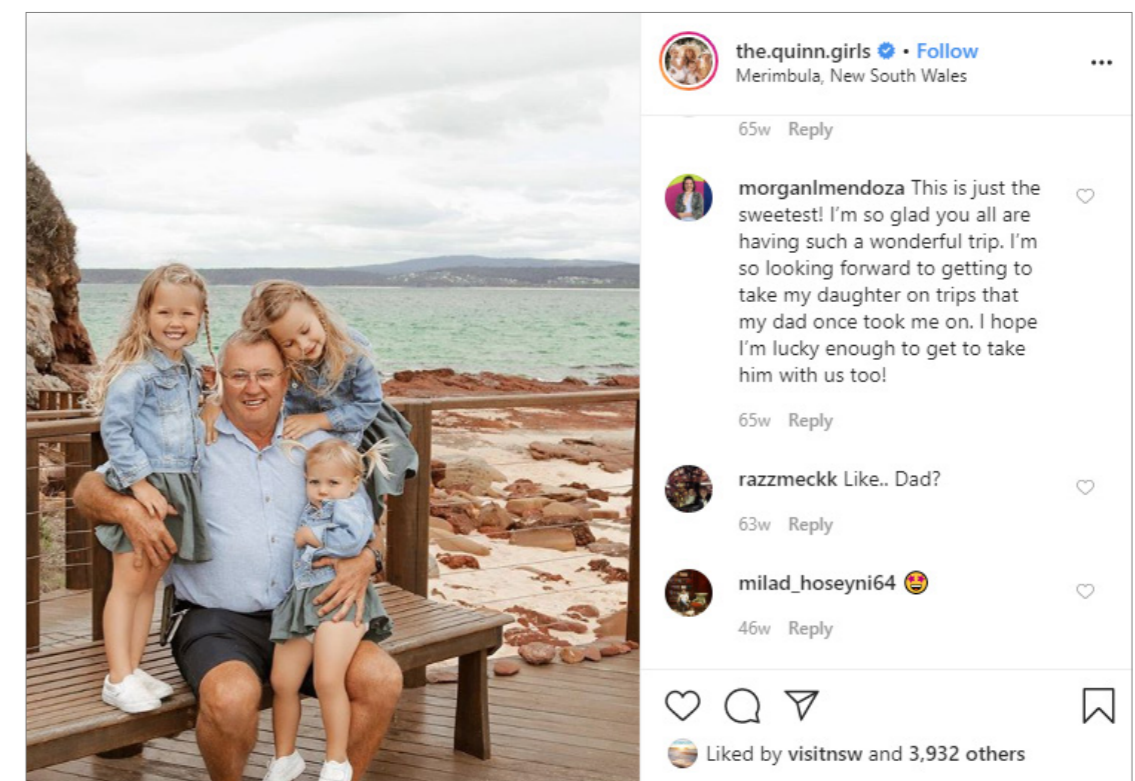 the.quinn.girls • Follow
Merimbula, New South Wales
65w Reply
morganlmendoza This is just the
sweetest! I'm so glad you all are
having such a wonderful trip. I'm
so looking forward to getting to
take my daughter on trips that
my dad once took me on. I hope
I'm lucky enough to get to take
him with us too!
65w Reply
razzmeckk Like.. Dad?
63w Reply
milad_hoseyni64 🤩
46w Reply
Liked by visitnsw and 3,932 others